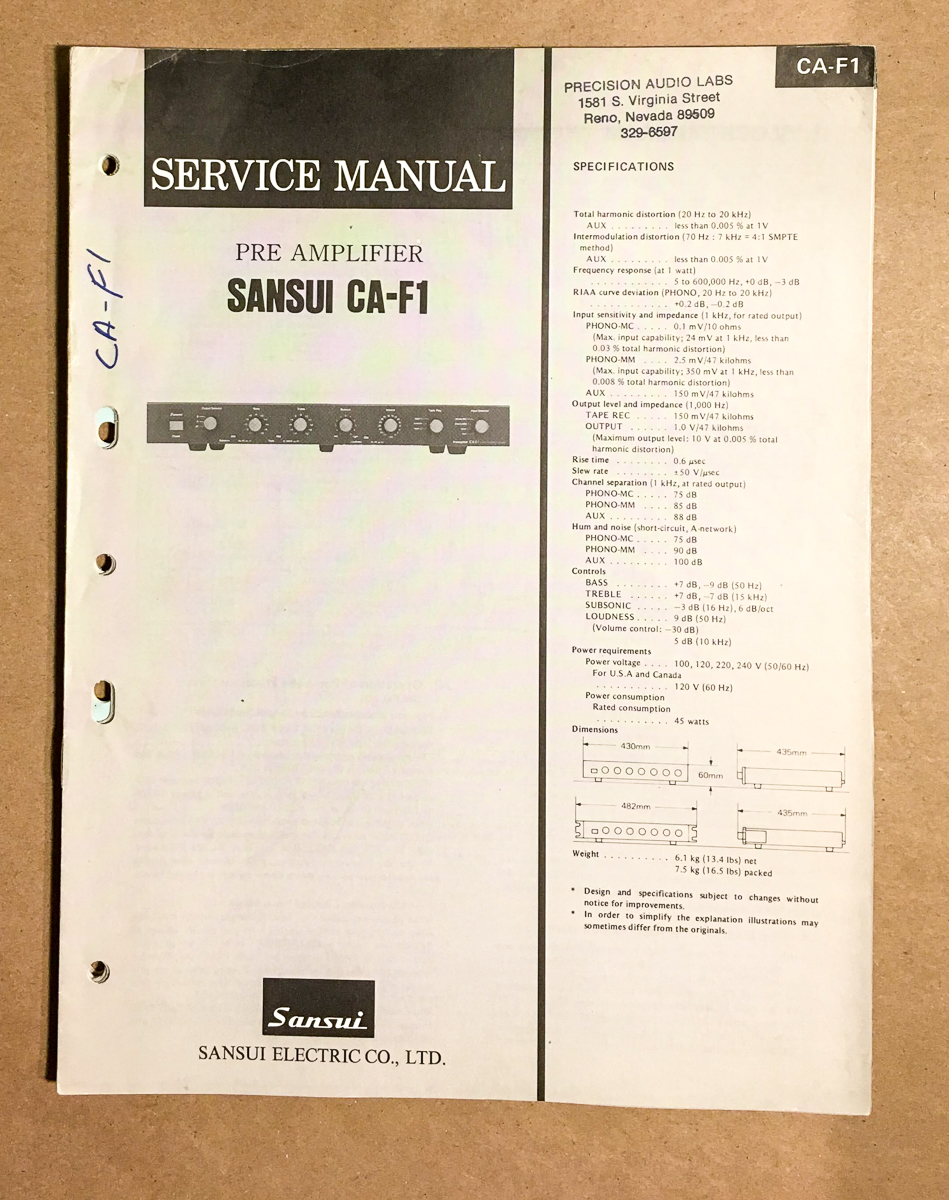 SERVICE MANUAL
PRE AMPLIFIER
SANSUI CA-F1
CA-F1
Sansui
SANSUI ELECTRIC CO., LTD.
CA-F1
PRECISION AUDIO LABS
1581 S. Virginia Street
Reno, Nevada 89509
329-6597
SPECIFICATIONS
Total harmonic distortion (20 Hz to 20 kHz)
AUX . . . . . . . . . less than 0.005 % at 1V
Intermodulation distortion (70 Hz : 7 kHz = 4:1 SMPTE
method)
AUX . . . . . . . . . less than 0.005 % at 1V
Frequency response (at 1 watt)
. . . . . . . . . . . 5 to 600,000 Hz, +0 dB, −3 dB
RIAA curve deviation (PHONO, 20 Hz to 20 kHz)
. . . . . . . . . . . +0.2 dB, −0.2 dB
Input sensitivity and impedance (1 kHz, for rated output)
PHONO-MC . . . . . 0.1 mV/10 ohms
(Max. input capability; 24 mV at 1 kHz, less than
0.03 % total harmonic distortion)
PHONO-MM . . . . 2.5 mV/47 kilohms
(Max. input capability; 350 mV at 1 kHz, less than
0.008 % total harmonic distortion)
AUX . . . . . . . . . 150 mV/47 kilohms
Output level and impedance (1,000 Hz)
TAPE REC . . . . . 150 mV/47 kilohms
OUTPUT . . . . . . 1.0 V/47 kilohms
(Maximum output level: 10 V at 0.005 % total
harmonic distortion)
Rise time . . . . . . . . 0.6 μsec
Slew rate . . . . . . . . ±50 V/μsec
Channel separation (1 kHz, at rated output)
PHONO-MC . . . . . 75 dB
PHONO-MM . . . . 85 dB
AUX . . . . . . . . . 88 dB
Hum and noise (short-circuit, A-network)
PHONO-MC . . . . . 75 dB
PHONO-MM . . . . 90 dB
AUX . . . . . . . . . 100 dB
Controls
BASS . . . . . . . . +7 dB, −9 dB (50 Hz)
TREBLE . . . . . . +7 dB, −7 dB (15 kHz)
SUBSONIC . . . . . −3 dB (16 Hz), 6 dB/oct
LOUDNESS . . . . . 9 dB (50 Hz)
(Volume control: −30 dB)
5 dB (10 kHz)
Power requirements
Power voltage . . . . 100, 120, 220, 240 V (50/60 Hz)
For U.S.A and Canada
. . . . . . . . . . . 120 V (60 Hz)
Power consumption
Rated consumption
. . . . . . . . . . . 45 watts
Dimensions
430mm
435mm
60mm
482mm
435mm
Weight . . . . . . . . . . 6.1 kg (13.4 lbs) net
7.5 kg (16.5 lbs) packed
* Design and specifications subject to changes without
notice for improvements.
* In order to simplify the explanation illustrations may
sometimes differ from the originals.